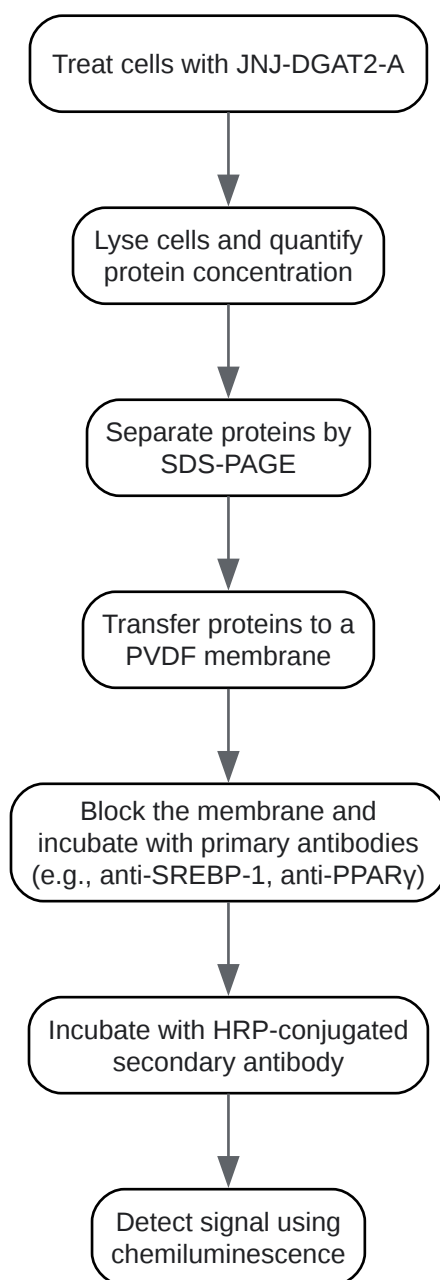 Treat cells with JNJ-DGAT2-A
Lyse cells and quantify
protein concentration
Separate proteins by
SDS-PAGE
Transfer proteins to a
PVDF membrane
Block the membrane and
incubate with primary antibodies
(e.g., anti-SREBP-1, anti-PPARγ)
Incubate with HRP-conjugated
secondary antibody
Detect signal using
chemiluminescence